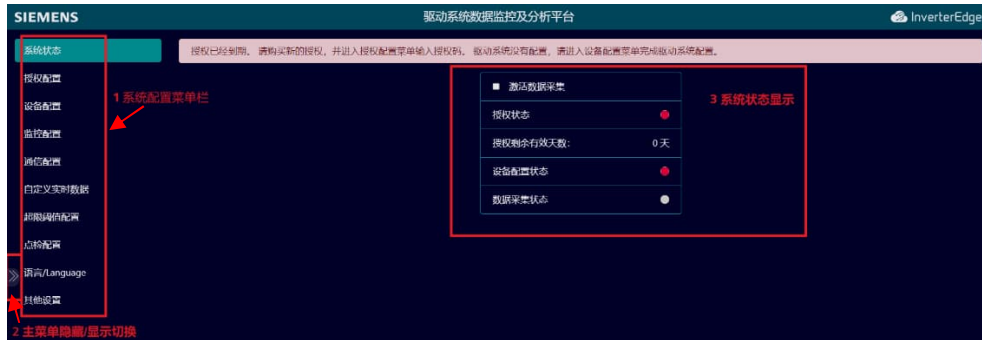 SIEMENS
驱动系统数据监控及分析平台
InverterEdge
系统状态
授权已经到期, 请购买新的授权, 并进入授权配置菜单输入授权码。 驱动系统没有配置, 请进入设备配置菜单完成驱动系统配置。
授权配置
设备配置
监控配置
通信配置
自定义实时数据
超限阈值配置
点检配置
语言/Language
其他设置
1 系统配置菜单栏
2 主菜单隐藏/显示切换
激活数据采集
授权状态
授权剩余有效天数: 0 天
设备配置状态
数据采集状态
3 系统状态显示